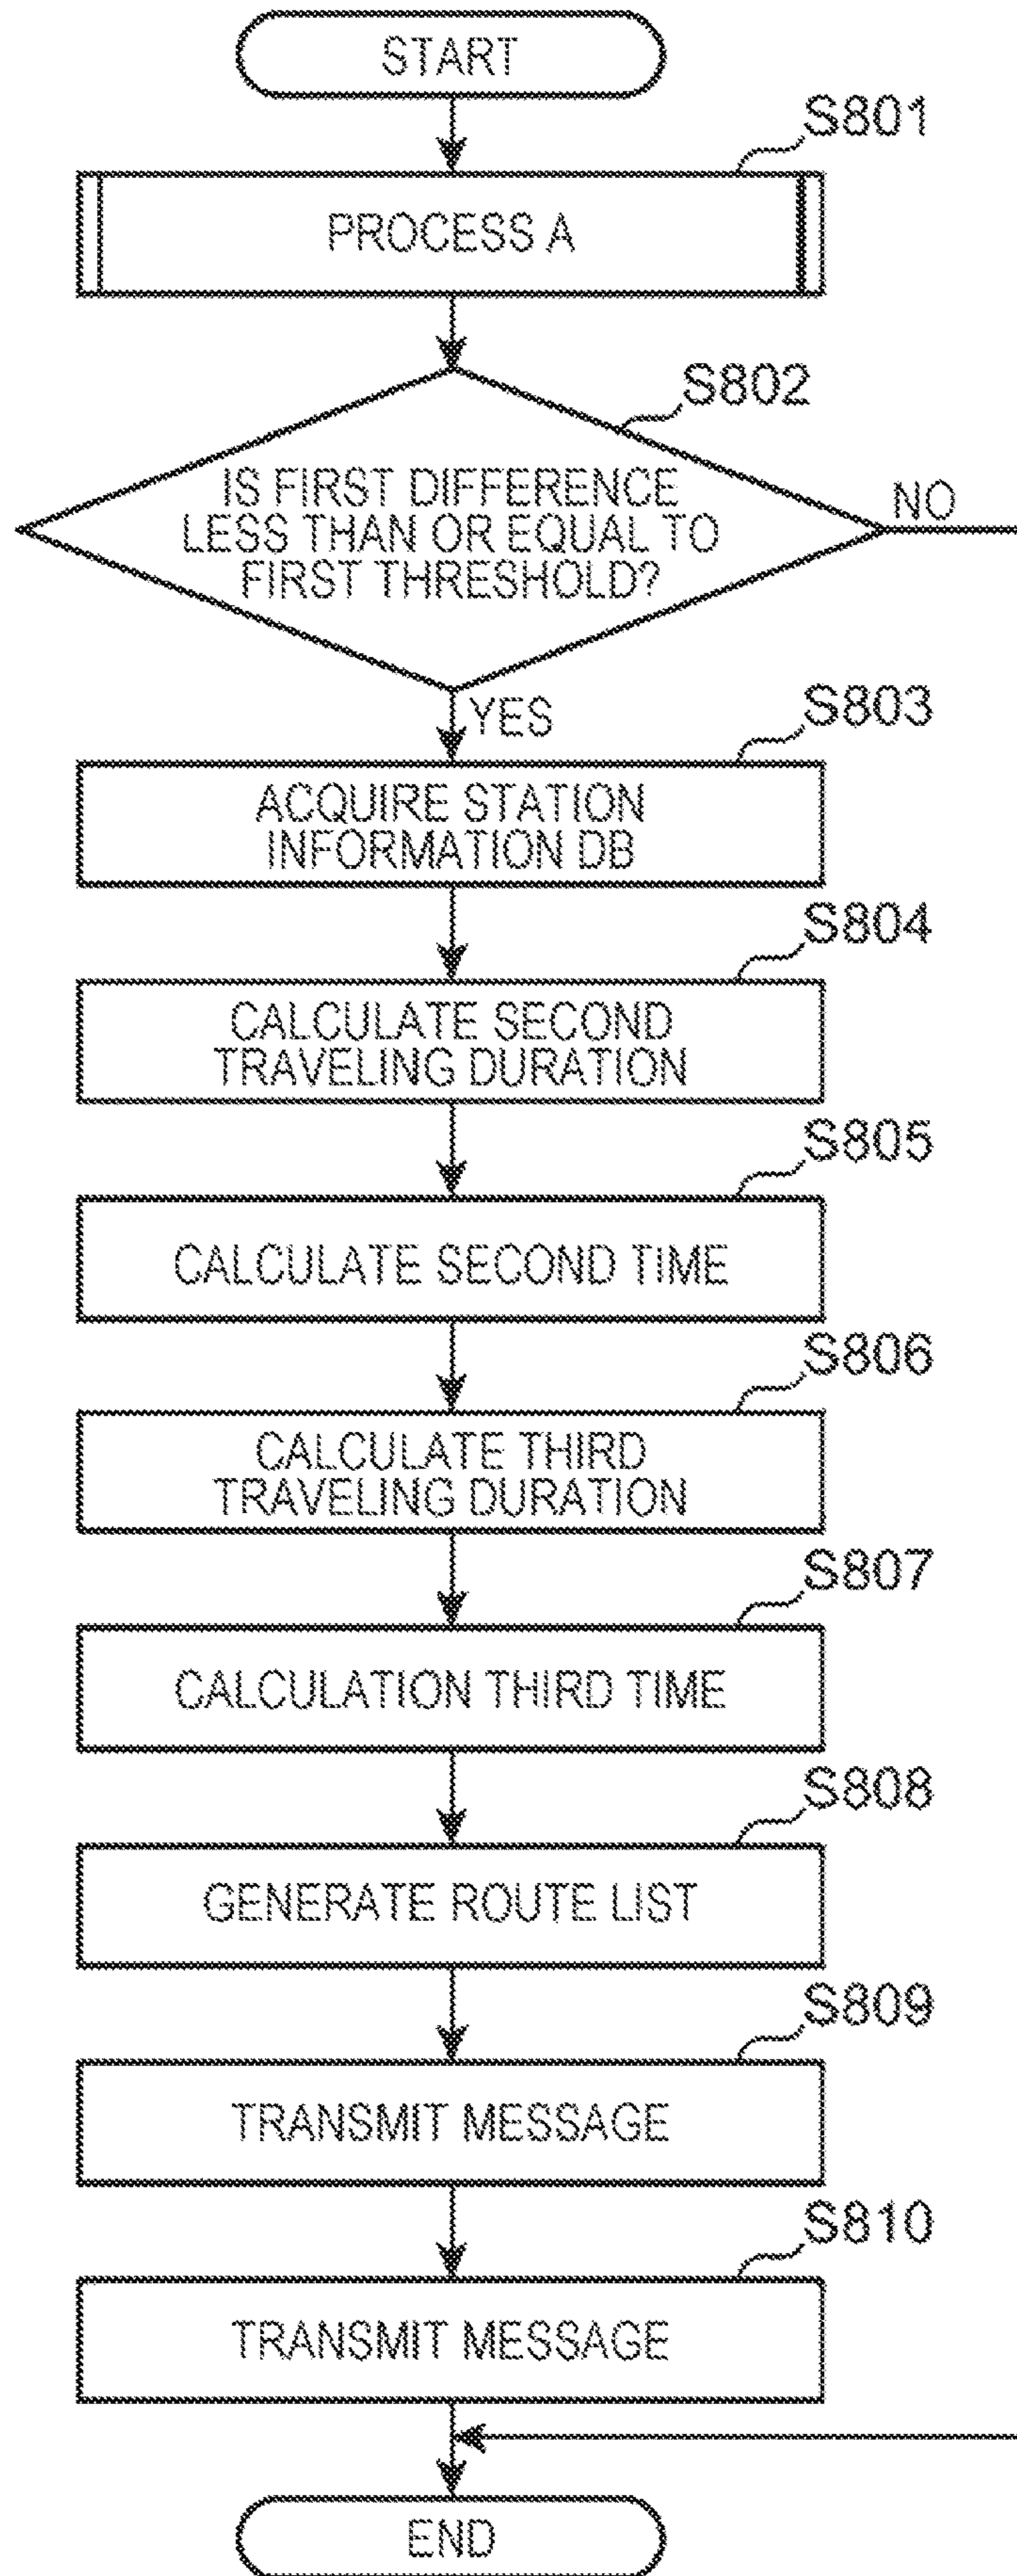 START
S801
PROCESS A
S802
IS FIRST DIFFERENCE
LESS THAN OR EQUAL TO
FIRST THRESHOLD?
NO
YES
S803
ACQUIRE STATION
INFORMATION DB
S804
CALCULATE SECOND
TRAVELING DURATION
S805
CALCULATE SECOND TIME
S806
CALCULATE THIRD
TRAVELING DURATION
S807
CALCULATION THIRD TIME
S808
GENERATE ROUTE LIST
S809
TRANSMIT MESSAGE
S810
TRANSMIT MESSAGE
END